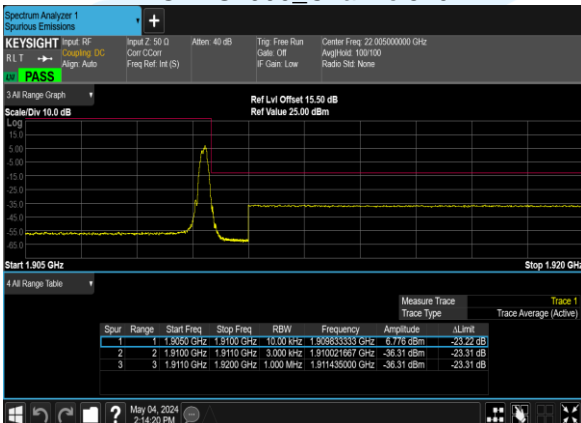 Spectrum Analyzer 1
Spurious Emissions
KEYSIGHT Input: RF
R L T
Coupling: DC
Align: Auto
Input Z: 50 Ω
Corr CCorr
Freq Ref: Int (S)
Atten: 40 dB
Trig: Free Run
Gate: Off
IF Gain: Low
Center Freq: 22.005000000 GHz
Avg|Hold: 100/100
Radio Std: None
PASS
3 All Range Graph
Scale/Div 10.0 dB
Ref Lvl Offset 15.50 dB
Ref Value 25.00 dBm
Log
15.0
5.00
-5.00
-15.0
-25.0
-35.0
-45.0
-55.0
-65.0
Start 1.905 GHz
Stop 1.920 GHz
4 All Range Table
Measure Trace Trace 1
Trace Type Trace Average (Active)
Spur Range Start Freq Stop Freq RBW Frequency Amplitude ΔLimit
1 1 1.9050 GHz 1.9100 GHz 10.00 kHz 1.909833333 GHz 6.776 dBm -23.22 dB
2 2 1.9100 GHz 1.9110 GHz 3.000 kHz 1.910021667 GHz -36.31 dBm -23.31 dB
3 3 1.9110 GHz 1.9200 GHz 1.000 MHz 1.911435000 GHz -36.31 dBm -23.31 dB
May 04, 2024
2:14:20 PM